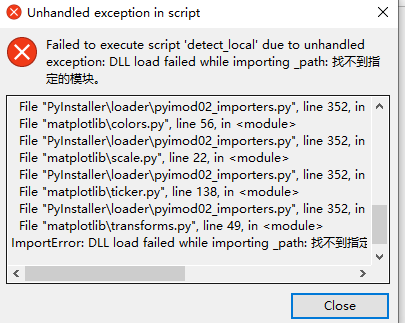 Unhandled exception in script
Failed to execute script 'detect_local' due to unhandled
exception: DLL load failed while importing _path: 找不到指
定的模块。
File "PyInstaller\loader\pyimod02_importers.py", line 352, in
File "matplotlib\colors.py", line 56, in <module>
File "PyInstaller\loader\pyimod02_importers.py", line 352, in
File "matplotlib\scale.py", line 22, in <module>
File "PyInstaller\loader\pyimod02_importers.py", line 352, in
File "matplotlib\ticker.py", line 138, in <module>
File "PyInstaller\loader\pyimod02_importers.py", line 352, in
File "matplotlib\transforms.py", line 49, in <module>
ImportError: DLL load failed while importing _path: 找不到指定
Close